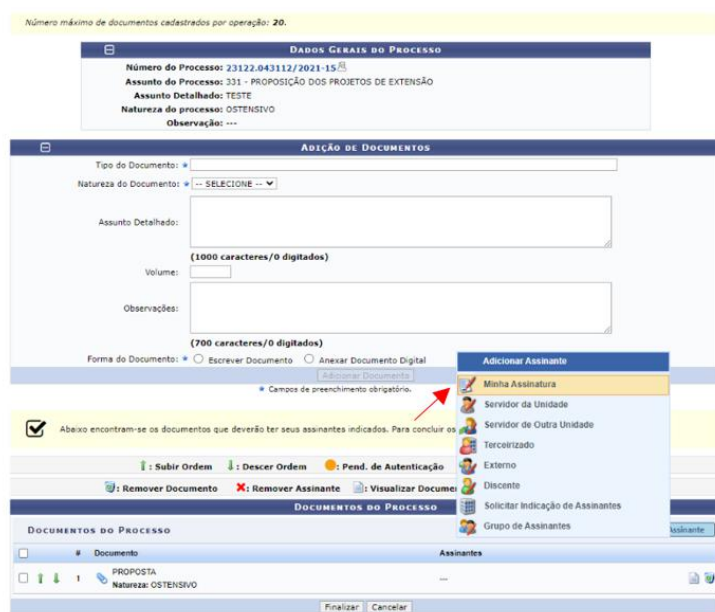 Número máximo de documentos cadastrados por operação: 20.
DADOS GERAIS DO PROCESSO
Número do Processo: 23122.043112/2021-15
Assunto do Processo: 331 - PROPOSIÇÃO DOS PROJETOS DE EXTENSÃO
Assunto Detalhado: TESTE
Natureza do processo: OSTENSIVO
Observação: ---
ADIÇÃO DE DOCUMENTOS
Tipo do Documento:
Natureza do Documento: -- SELECIONE --
Assunto Detalhado:
(1000 caracteres/0 digitados)
Volume:
Observações:
(700 caracteres/0 digitados)
Forma do Documento: Escrever Documento Anexar Documento Digital
Adicionar Documento
Campos de preenchimento obrigatório.
Adicionar Assinante
Minha Assinatura
Servidor da Unidade
Servidor de Outra Unidade
Terceirizado
Externo
Discente
Solicitar Indicação de Assinantes
Grupo de Assinantes
Abaixo encontram-se os documentos que deverão ter seus assinantes indicados. Para concluir os
: Subir Ordem : Descer Ordem : Pend. de Autenticação
: Remover Documento : Remover Assinante : Visualizar Docume
DOCUMENTOS DO PROCESSO
DOCUMENTOS DO PROCESSO Assinante
# Documento Assinantes
1 PROPOSTA ---
Natureza: OSTENSIVO
Finalizar Cancelar